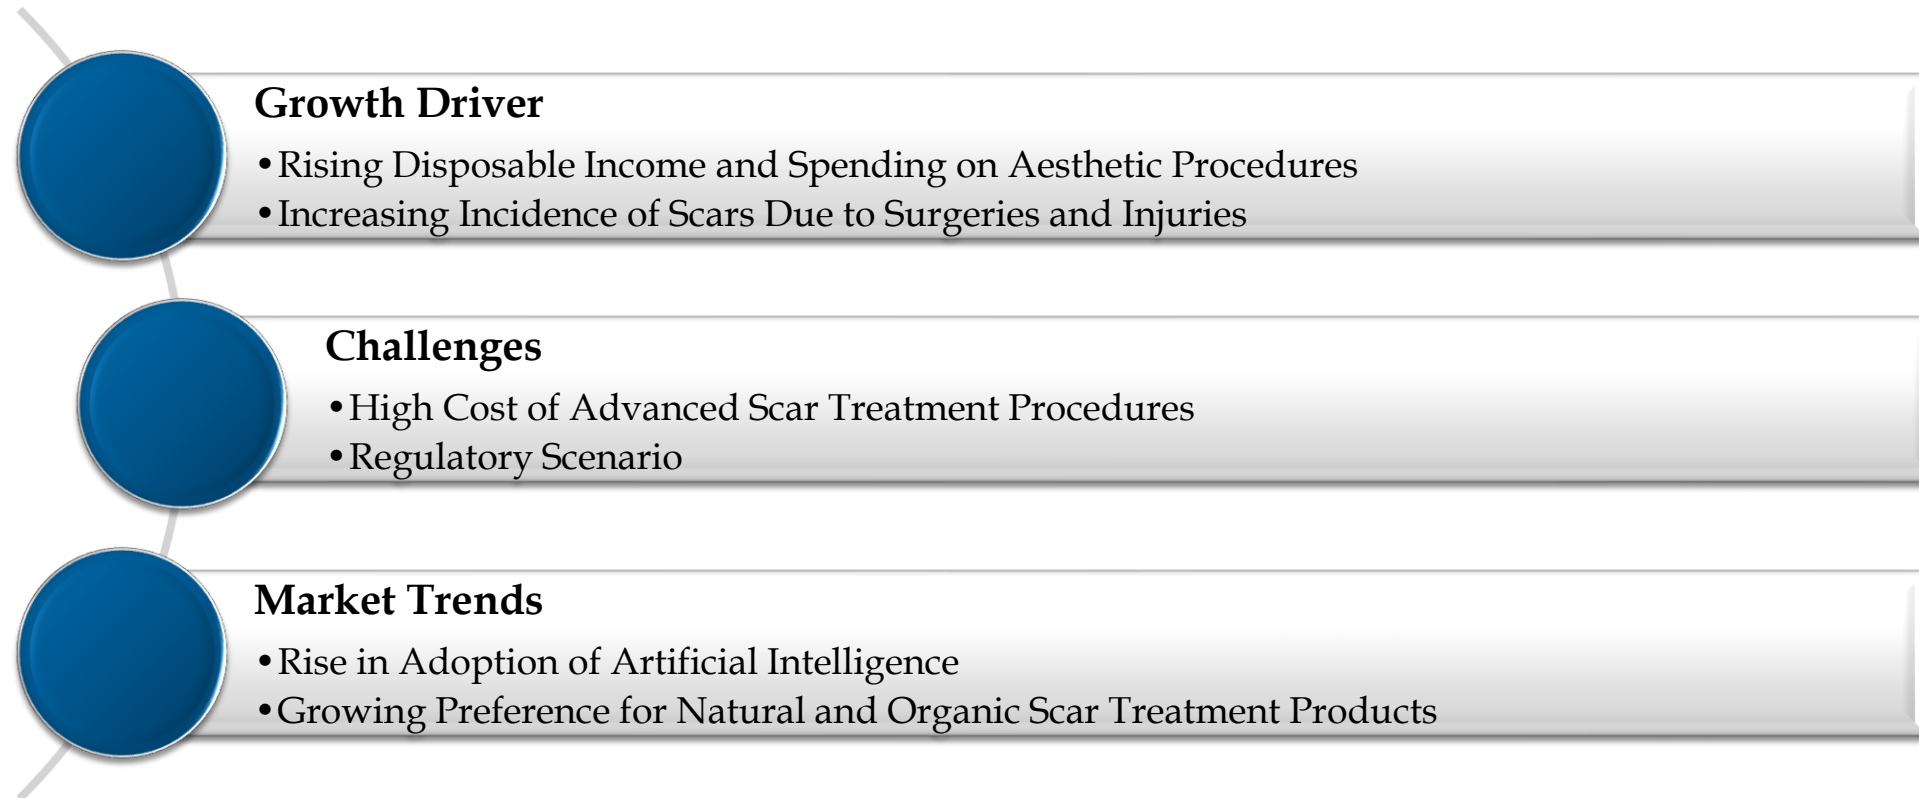 Growth Driver
•Rising Disposable Income and Spending on Aesthetic Procedures
•Increasing Incidence of Scars Due to Surgeries and Injuries
Challenges
•High Cost of Advanced Scar Treatment Procedures
•Regulatory Scenario
Market Trends
•Rise in Adoption of Artificial Intelligence
•Growing Preference for Natural and Organic Scar Treatment Products